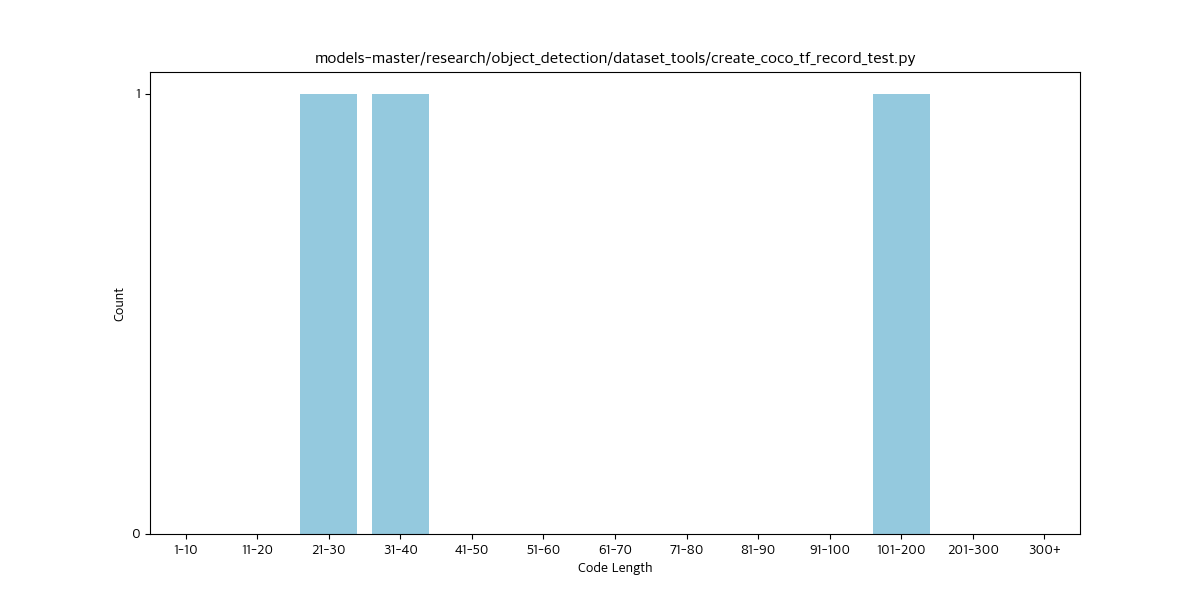 models-master/research/object_detection/dataset_tools/create_coco_tf_record_test.py
1
Count
0
1-10 11-20 21-30 31-40 41-50 51-60 61-70 71-80 81-90 91-100 101-200 201-300 300+
Code Length